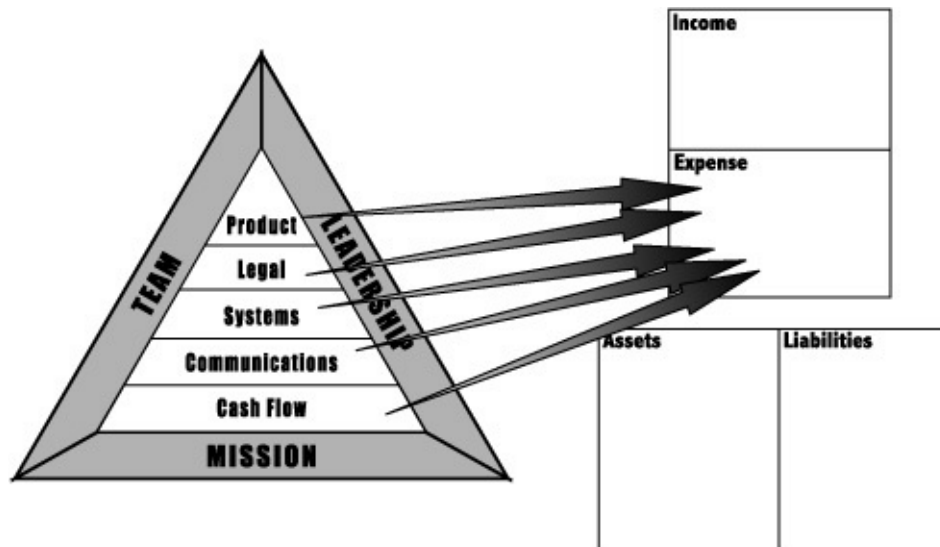 Income
Expense
Product
Legal
Systems
Communications
Cash Flow
TEAM
LEADERSHIP
MISSION
Assets
Liabilities